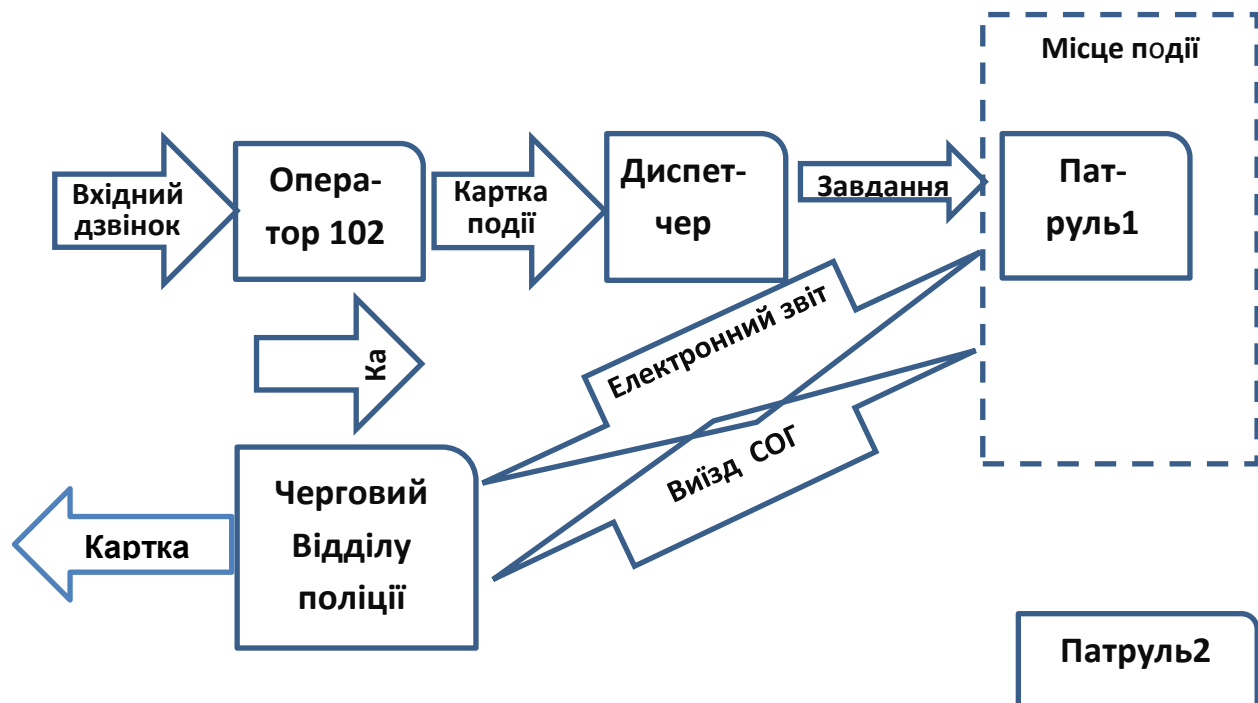 Місце події
Вхідний
дзвінок
Опера-
тор 102
Картка
події
Диспет-
чер
Завдання
Пат-
руль1
Ка
Електронний звіт
Виїзд СОГ
Черговий
Відділу
поліції
Картка
Патруль2